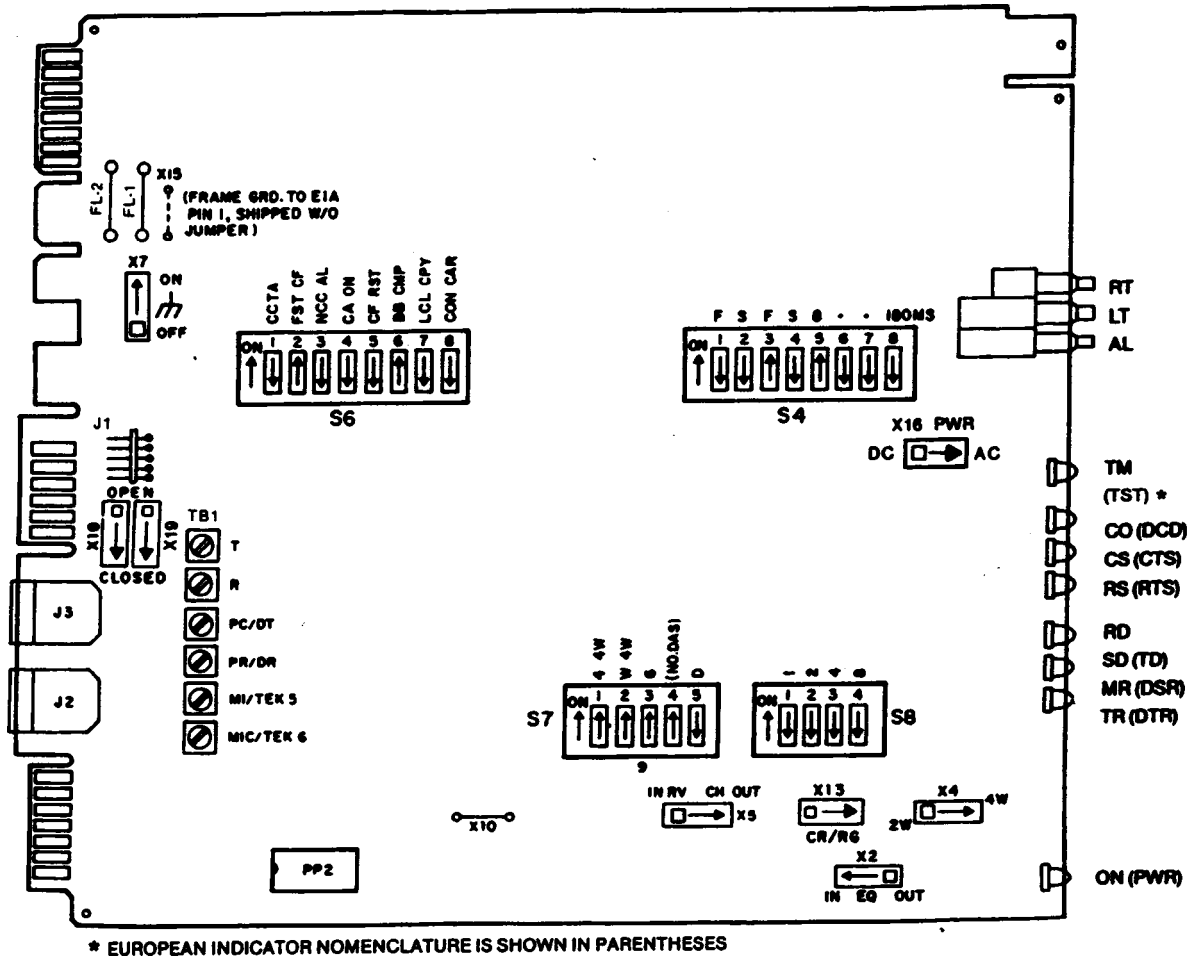 FL-2
FL-1
X15
(FRAME GRD. TO EIA
PIN 1, SHIPPED W/O
JUMPER)
X7
ON
OFF
CCTA
FST CF
NCC AL
CA ON
CF RST
BB CMP
LCL CPY
CON CAR
ON
1 2 3 4 5 6 7 8
S6
F S F S 8 • • 180MS
ON
1 2 3 4 5 6 7 8
S4
RT
LT
AL
X16 PWR
DC AC
J1
OPEN
X18
X19
CLOSED
TB1
T
R
PC/DT
PR/DR
MI/TEK 5
MIC/TEK 6
J3
J2
TM
(TST) *
CO (DCD)
CS (CTS)
RS (RTS)
RD
SD (TD)
MR (DSR)
TR (DTR)
4 4W
W 4W
(NO.DAS)
D
S7
ON
1 2 3 4 5
9
1 2 4 8
ON
1 2 3 4
S8
IN RV CH OUT
X5
X13
CR/RG
X4
2W
4W
X10
X2
IN EQ OUT
PP2
ON (PWR)
* EUROPEAN INDICATOR NOMENCLATURE IS SHOWN IN PARENTHESES